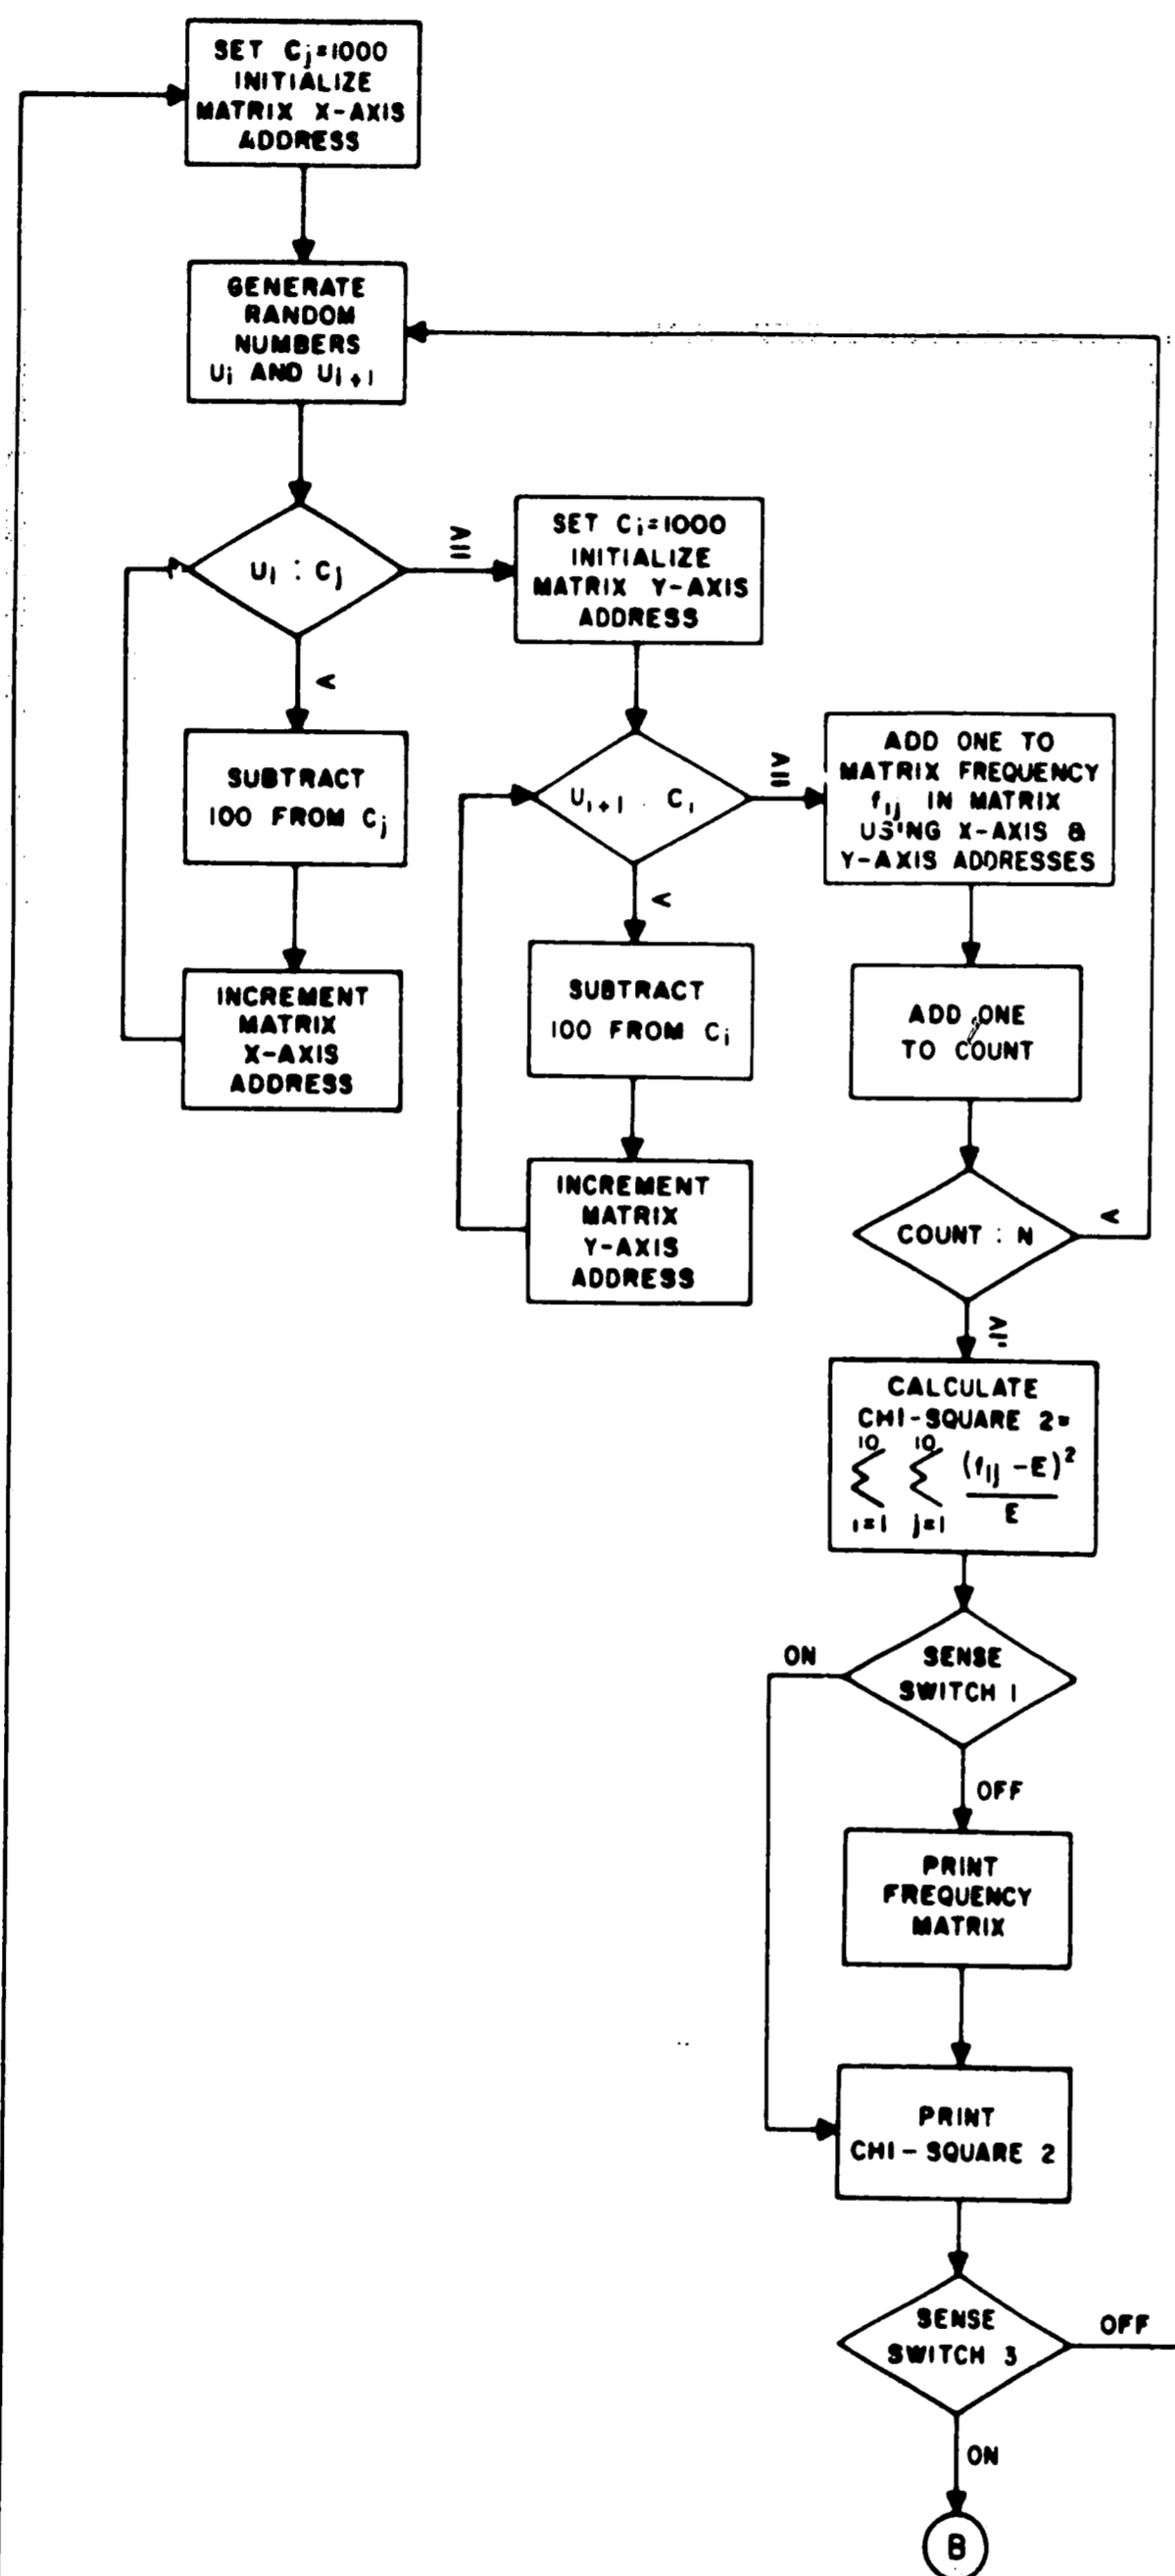 SET Cj=1000
INITIALIZE
MATRIX X-AXIS
ADDRESS
GENERATE
RANDOM
NUMBERS
Ui AND Ui+1
Ui : Cj
≥
<
SUBTRACT
100 FROM Cj
INCREMENT
MATRIX
X-AXIS
ADDRESS
SET Ci=1000
INITIALIZE
MATRIX Y-AXIS
ADDRESS
Ui+1 : Ci
≥
<
SUBTRACT
100 FROM Ci
INCREMENT
MATRIX
Y-AXIS
ADDRESS
ADD ONE TO
MATRIX FREQUENCY
fij IN MATRIX
USING X-AXIS &
Y-AXIS ADDRESSES
ADD ONE
TO COUNT
COUNT : N
<
≥
CALCULATE
CHI-SQUARE 2=
10 10
∑ ∑ (fij -E)²
E
i=1 j=1
SENSE
SWITCH 1
ON
OFF
PRINT
FREQUENCY
MATRIX
PRINT
CHI-SQUARE 2
SENSE
SWITCH 3
OFF
ON
B